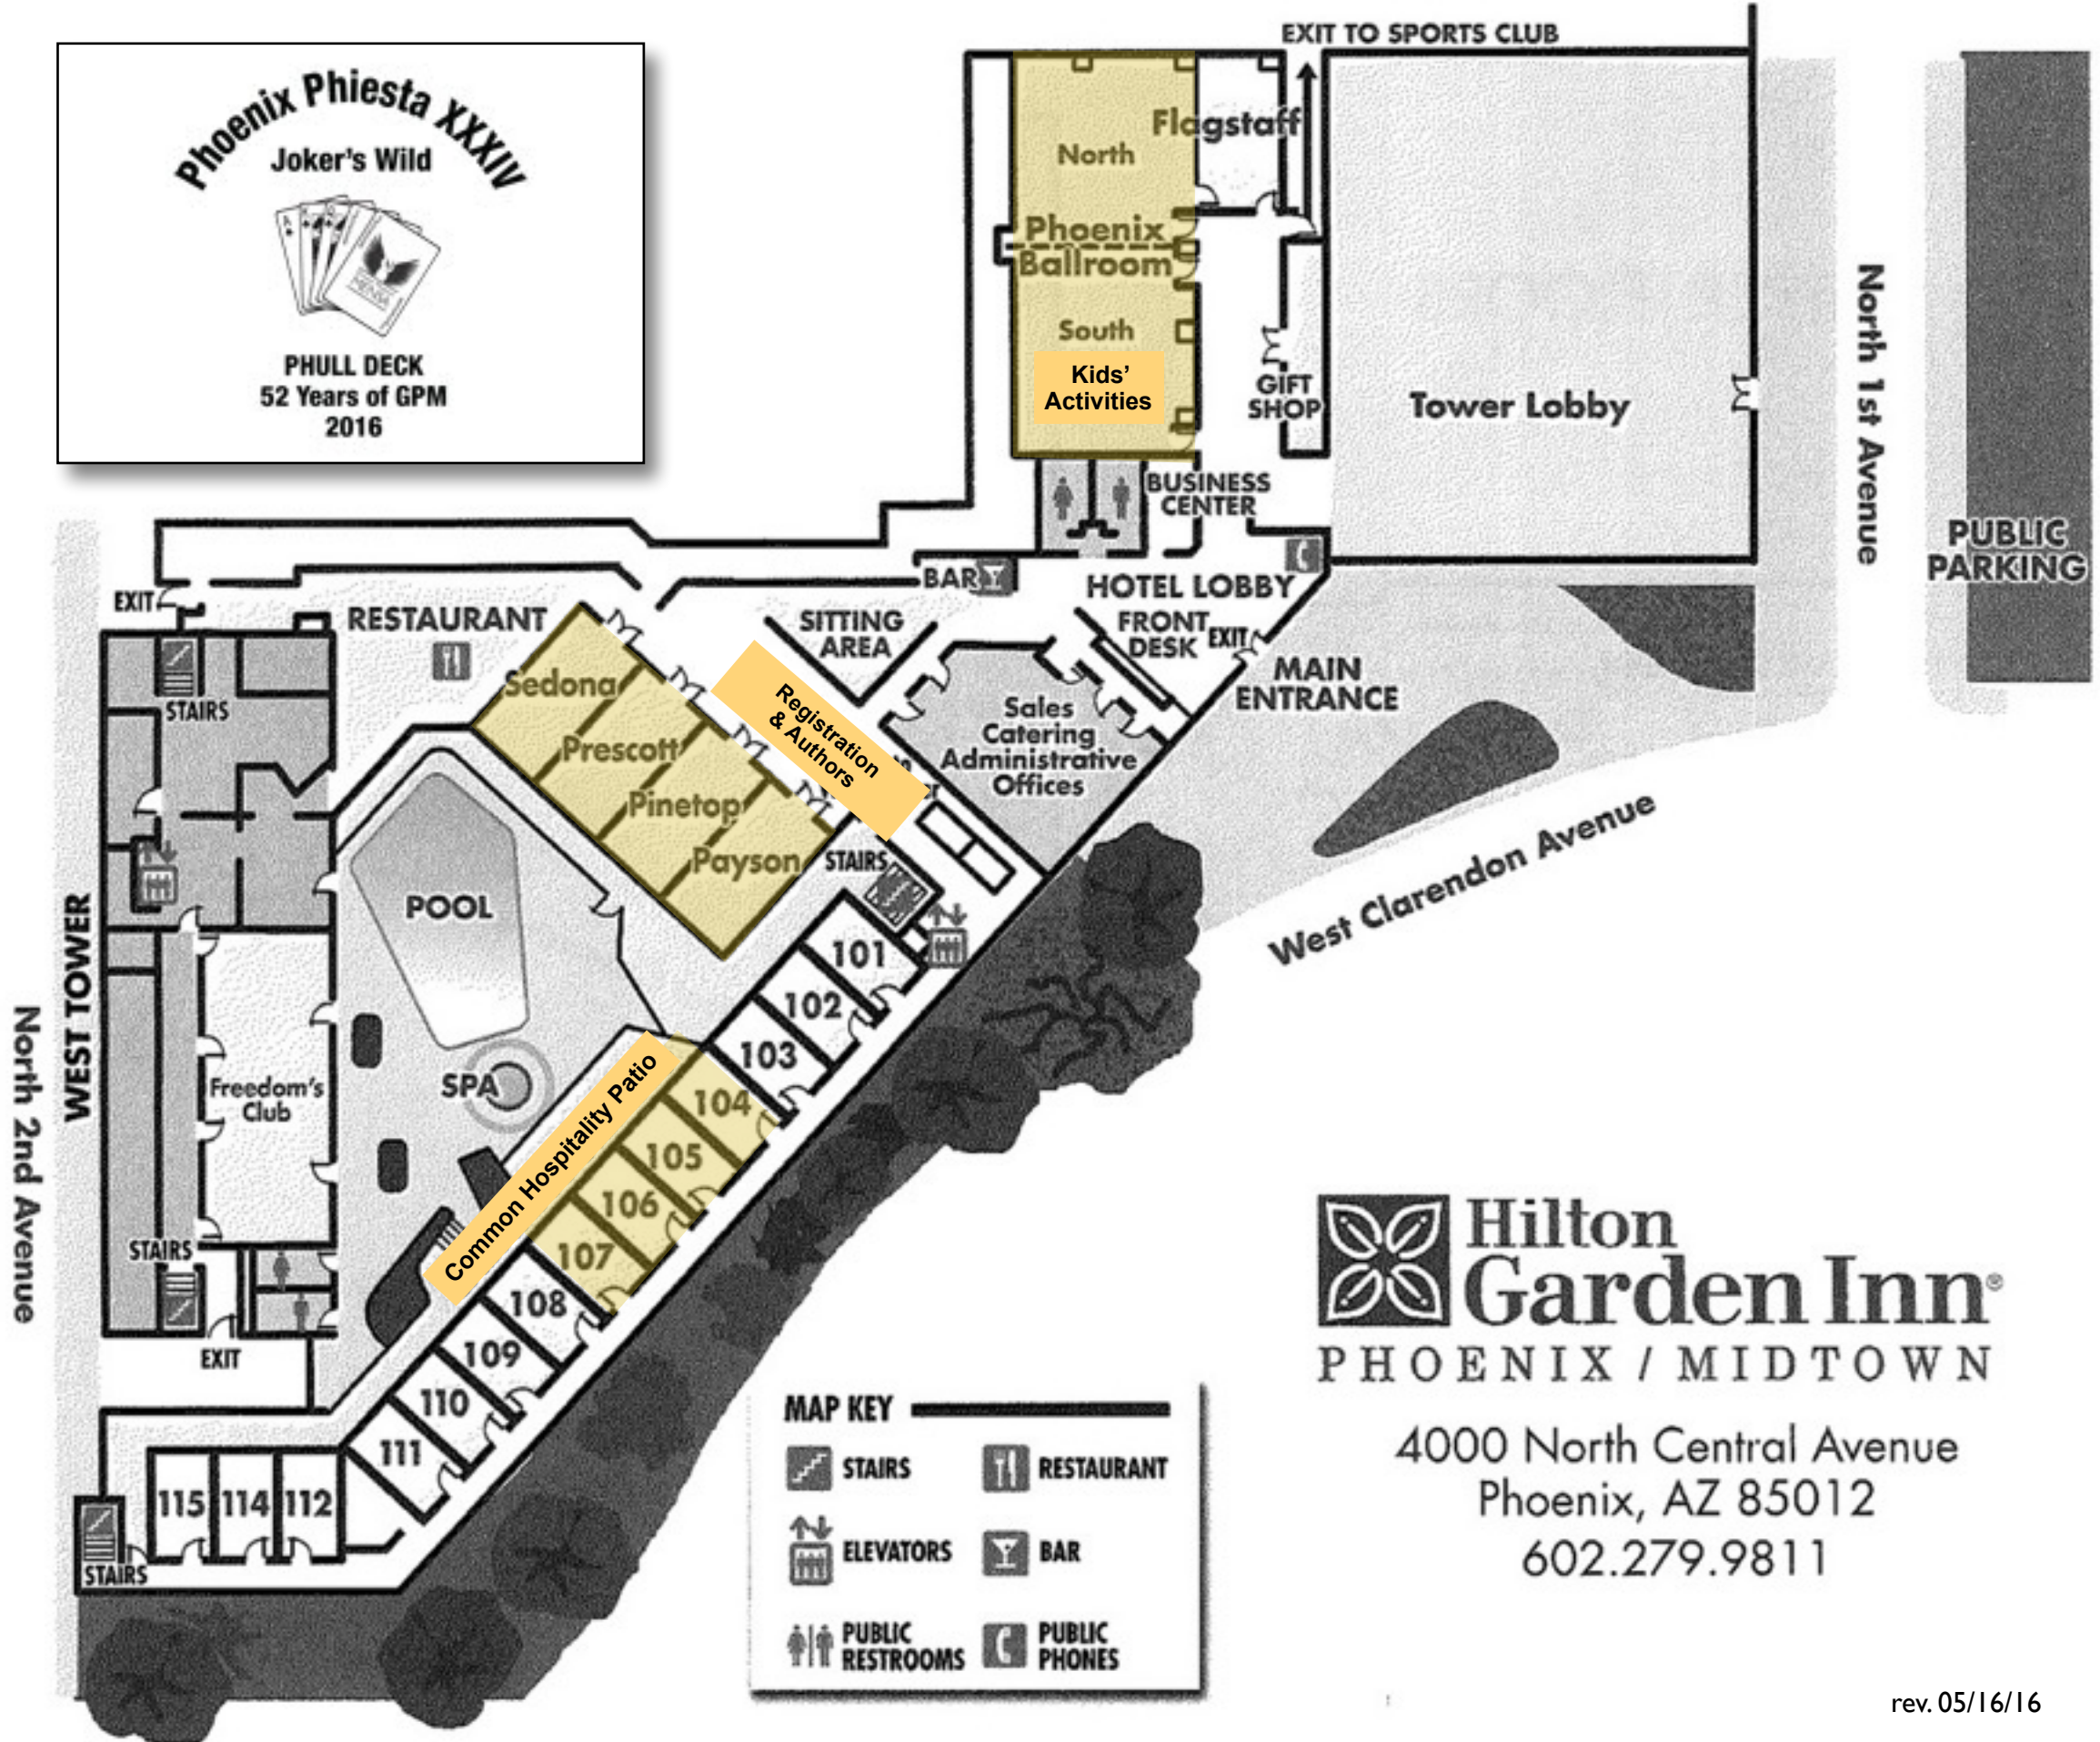 Phoenix Phiesta XXXIV
Joker's Wild
MENSA
PHULL DECK
52 Years of GPM
2016
EXIT TO SPORTS CLUB
Flagstaff
North
Phoenix
Ballroom
South
Kids'
Activities
GIFT
SHOP
Tower Lobby
North 1st Avenue
PUBLIC
PARKING
BUSINESS
CENTER
BAR
HOTEL LOBBY
FRONT
DESK
EXIT
MAIN
ENTRANCE
SITTING
AREA
EXIT
RESTAURANT
STAIRS
Sedona
Prescott
Pinetop
Payson
Registration
& Authors
Sales
Catering
Administrative
Offices
STAIRS
West Clarendon Avenue
POOL
WEST TOWER
North 2nd Avenue
Freedom's
Club
SPA
Common Hospitality Patio
101
102
103
104
105
106
107
108
109
110
111
112
114
115
STAIRS
EXIT
STAIRS
MAP KEY
STAIRS
RESTAURANT
ELEVATORS
BAR
PUBLIC
RESTROOMS
PUBLIC
PHONES
Hilton
Garden Inn®
PHOENIX / MIDTOWN
4000 North Central Avenue
Phoenix, AZ 85012
602.279.9811
rev. 05/16/16